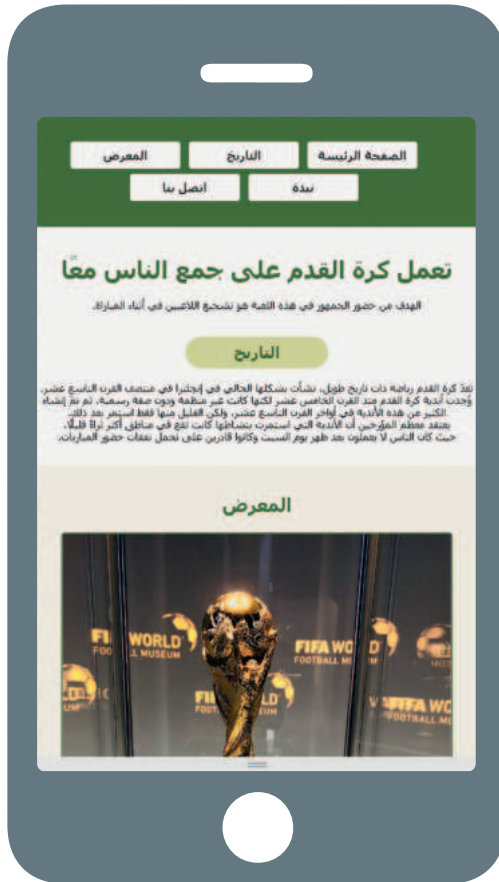 الصفحة الرئيسة
التاريخ
المعرض
نبذة
اتصل بنا
تعمل كرة القدم على جمع الناس معًا
الهدف من حضور الجمهور في هذه اللعبة هو تشجيع اللاعبين في أثناء المباراة.
التاريخ
تعدّ كرة القدم رياضة ذات تاريخ طويل، نشأت بشكلها الحالي في إنجلترا في منتصف القرن التاسع عشر.
وُجدت أندية كرة القدم منذ القرن الخامس عشر لكنها كانت غير منظمة ودون صفة رسمية، ثم تمّ إنشاء
الكثير من هذه الأندية في أواخر القرن التاسع عشر، ولكن القليل منها فقط استمر بعد ذلك.
يعتقد معظم المؤرخين أن الأندية التي استمرت بنشاطها كانت تقع في مناطق أكثر ثراءً قليلًا،
حيث كان الناس لا يعملون بعد ظهر يوم السبت وكانوا قادرين على تحمل نفقات حضور المباريات.
المعرض
WORLD
MUSEUM
FIFA WO
FOOTBALL M
FIFA WO
FOOTBALL M